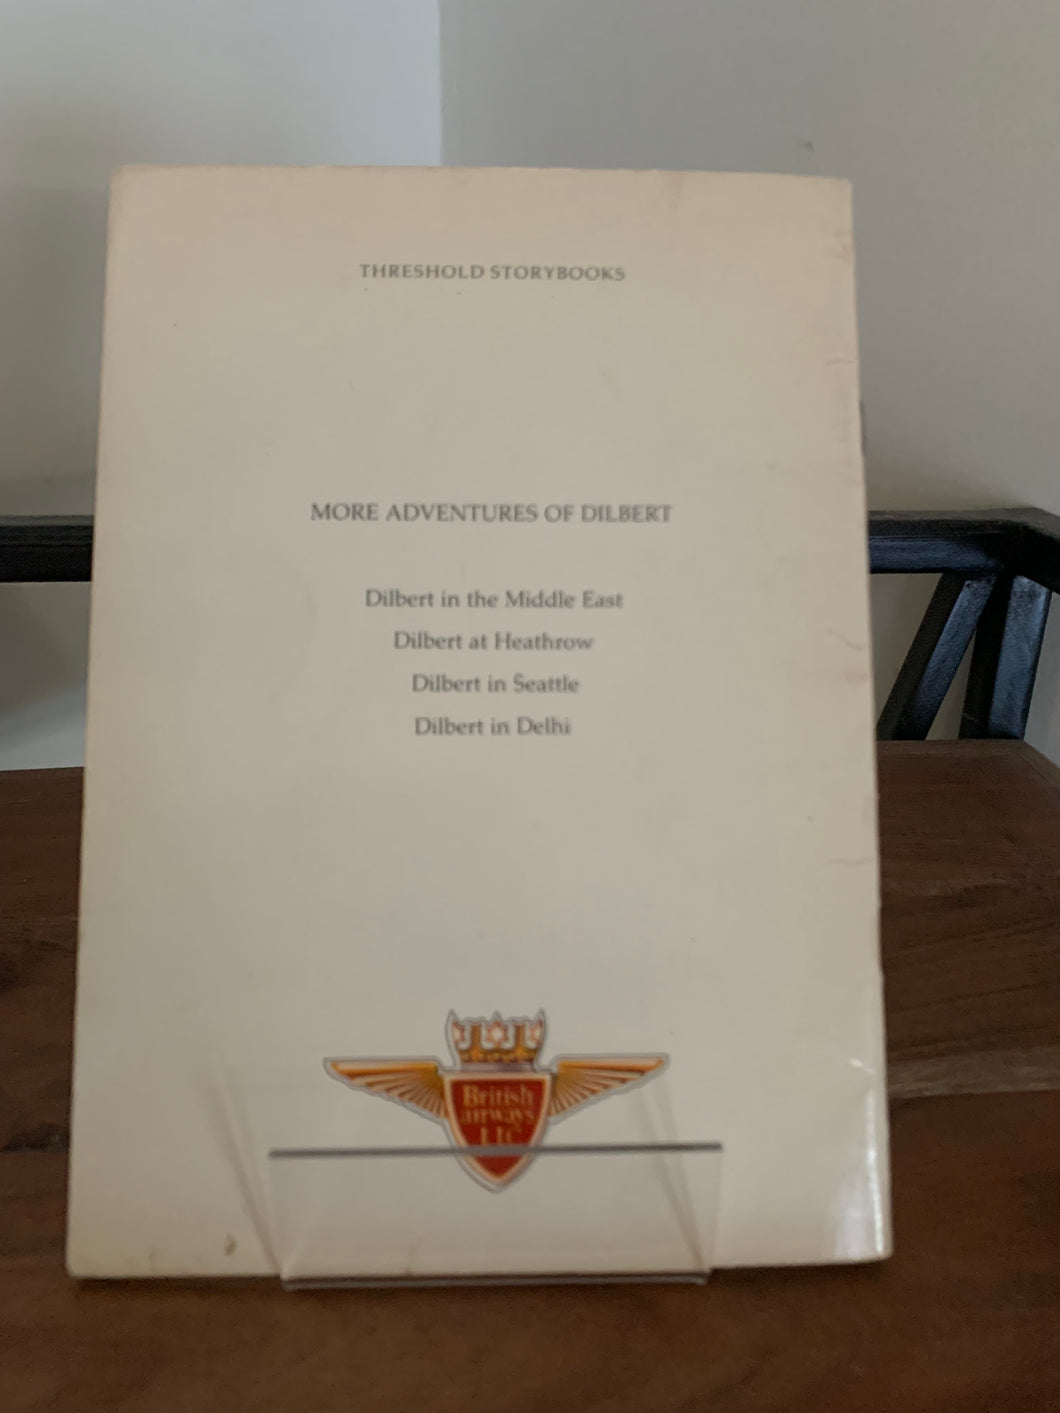 THRESHOLD STORYBOOKS
MORE ADVENTURES OF DILBERT
Dilbert in the Middle East
Dilbert at Heathrow
Dilbert in Seattle
Dilbert in Delhi
British
airways